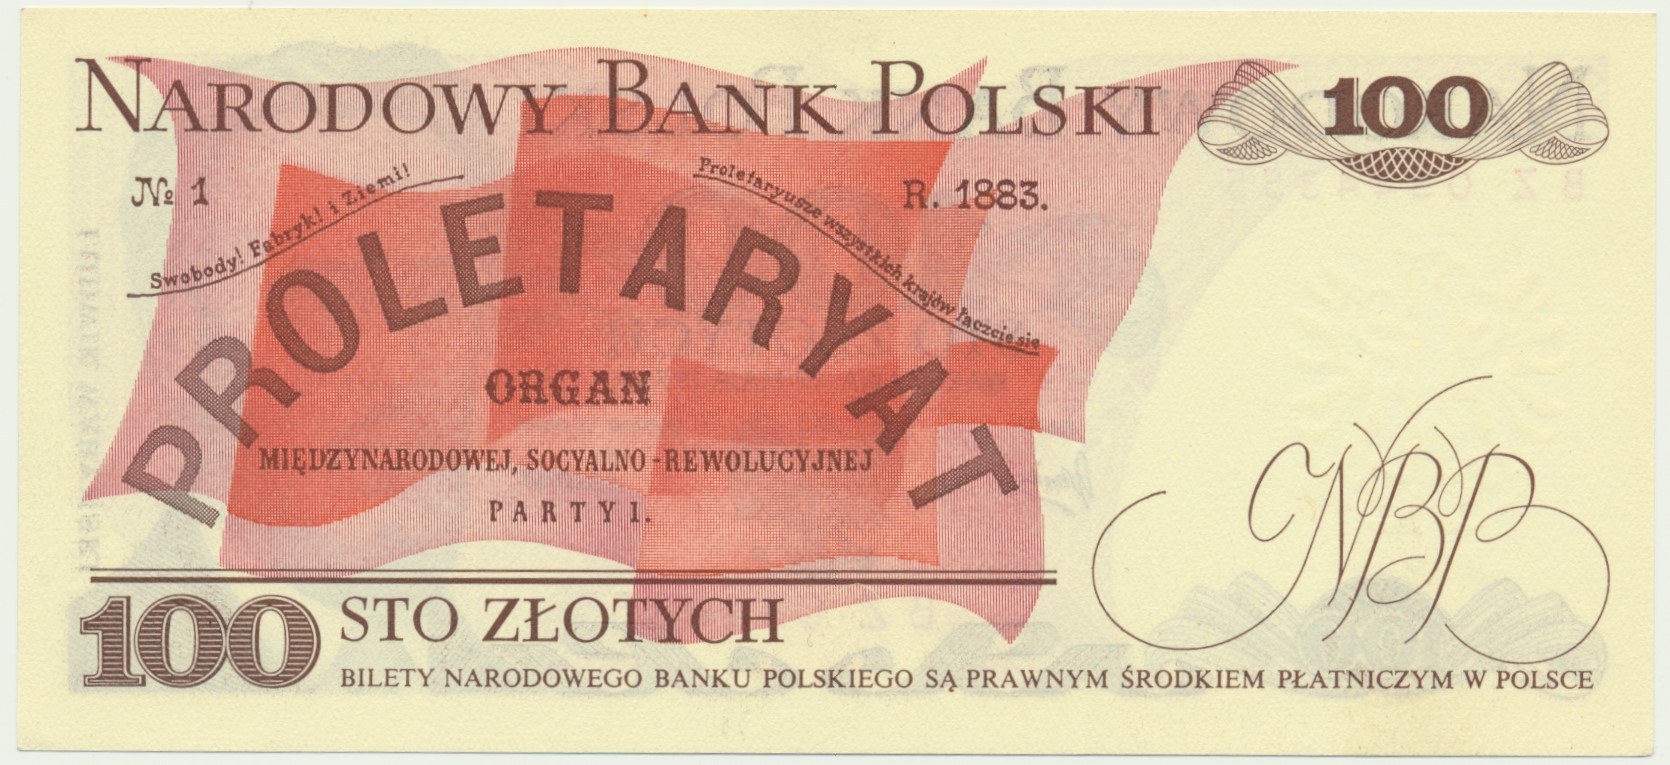 NARODOWY BANK POLSKI
100
№ 1
R. 1883.
Swobody! Fabryk! i Ziemi!
Proletaryusze wszystkich krajów łączcie się
PROLETARYAT
ORGAN
MIĘDZYNARODOWEJ, SOCYALNO-REWOLUCYJNEJ
PARTYI.
NBP
100
STO ZŁOTYCH
BILETY NARODOWEGO BANKU POLSKIEGO SĄ PRAWNYM ŚRODKIEM PŁATNICZYM W POLSCE